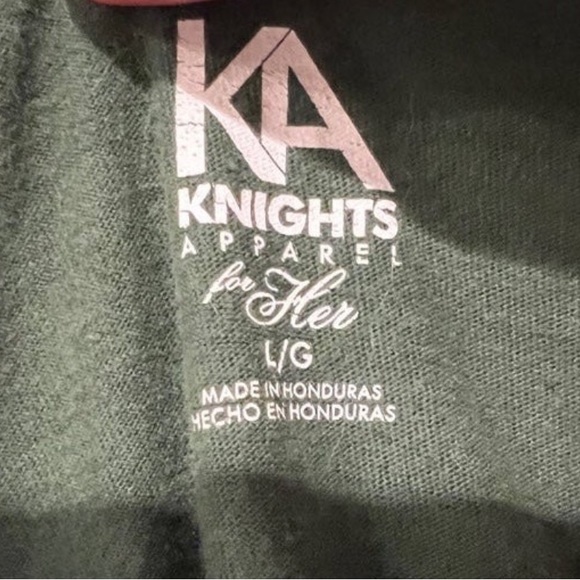 KA
KNIGHTS
APPAREL
for Her
L/G
MADE IN HONDURAS
HECHO EN HONDURAS